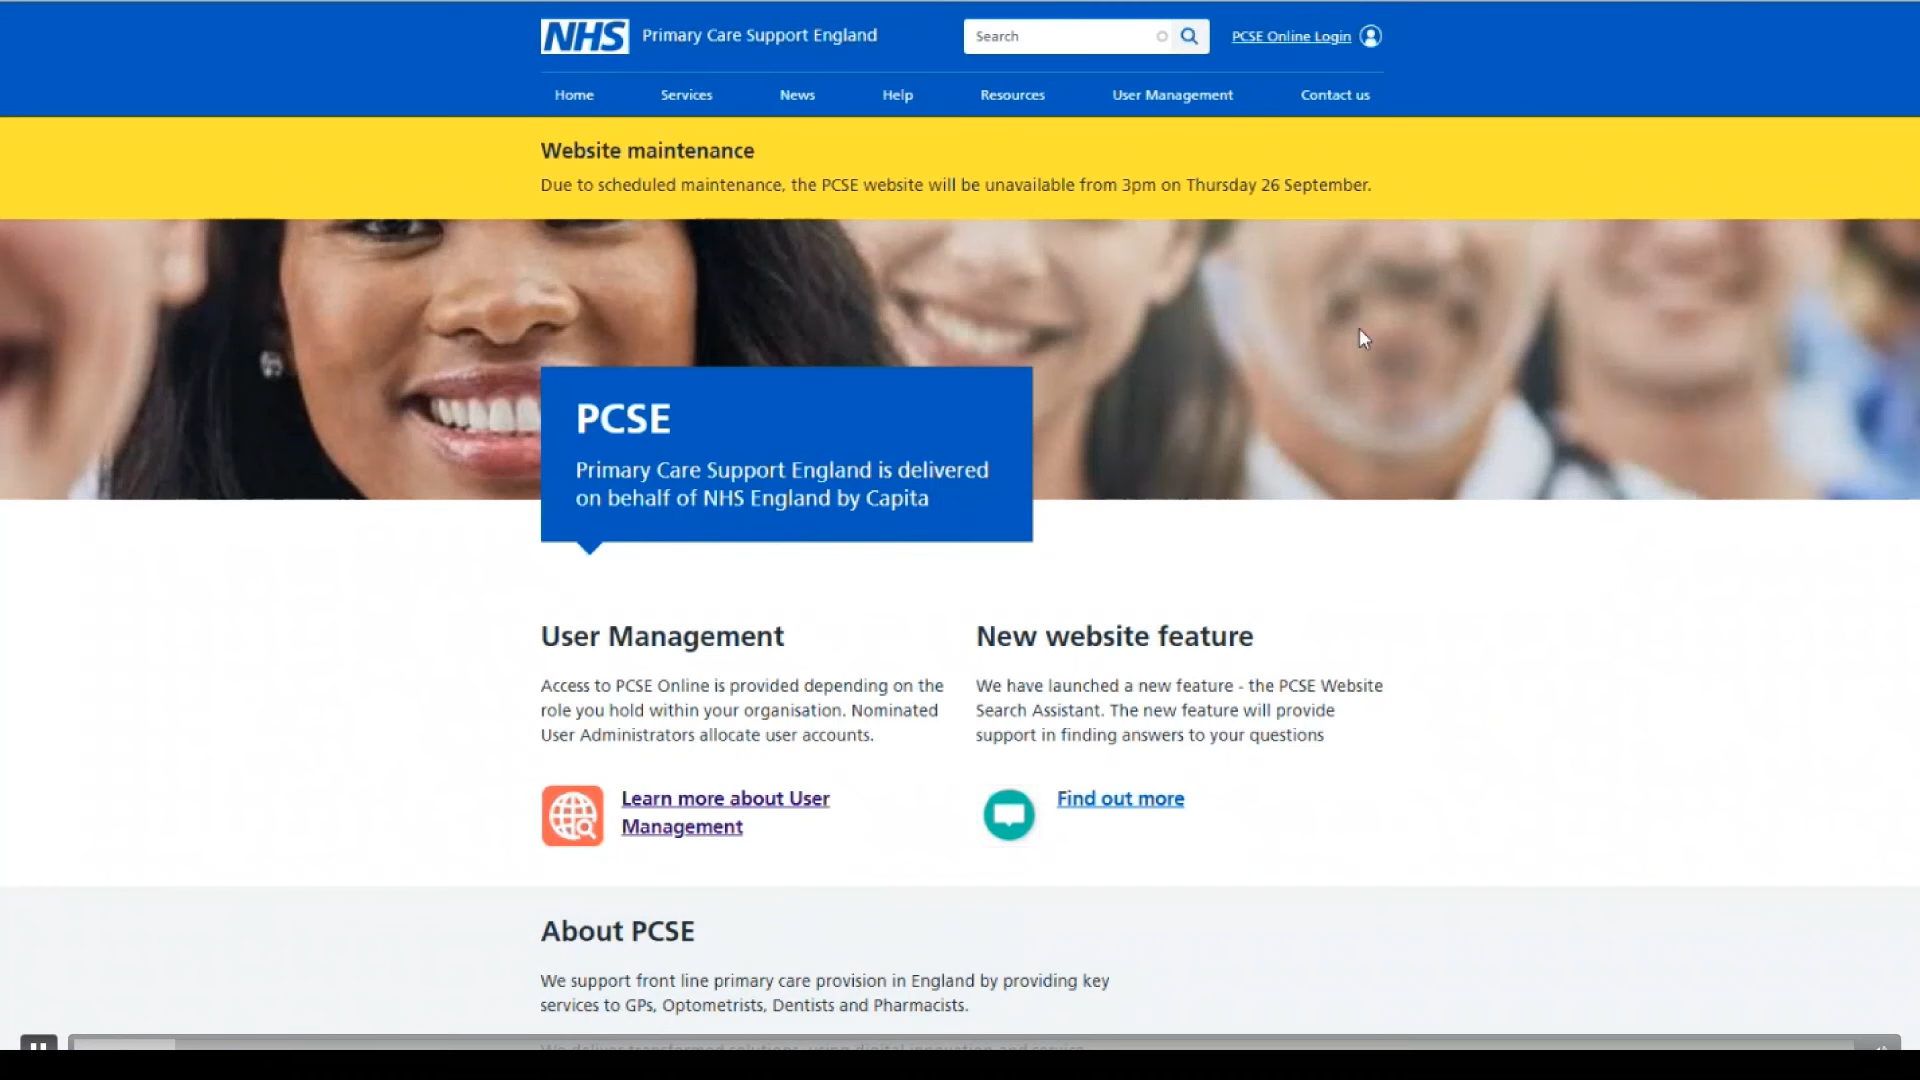 NHS Primary Care Support England
Search
PCSE Online Login
Home Services News Help Resources User Management Contact us
Website maintenance
Due to scheduled maintenance, the PCSE website will be unavailable from 3pm on Thursday 26 September.
PCSE
Primary Care Support England is delivered
on behalf of NHS England by Capita
User Management
Access to PCSE Online is provided depending on the
role you hold within your organisation. Nominated
User Administrators allocate user accounts.
Learn more about User
Management
New website feature
We have launched a new feature - the PCSE Website
Search Assistant. The new feature will provide
support in finding answers to your questions
Find out more
About PCSE
We support front line primary care provision in England by providing key
services to GPs, Optometrists, Dentists and Pharmacists.